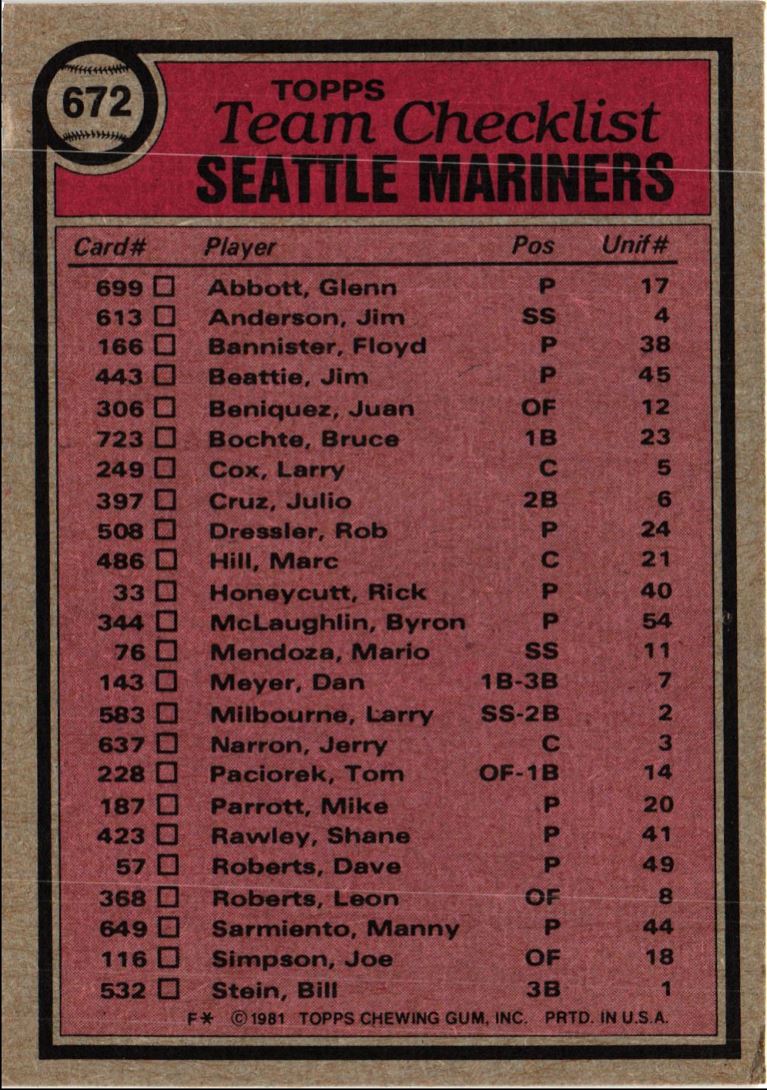 672
TOPPS
Team Checklist
SEATTLE MARINERS
Card# Player Pos Unif#
699 Abbott, Glenn P 17
613 Anderson, Jim SS 4
166 Bannister, Floyd P 38
443 Beattie, Jim P 45
306 Beniquez, Juan OF 12
723 Bochte, Bruce 1B 23
249 Cox, Larry C 5
397 Cruz, Julio 2B 6
508 Dressler, Rob P 24
486 Hill, Marc C 21
33 Honeycutt, Rick P 40
344 McLaughlin, Byron P 54
76 Mendoza, Mario SS 11
143 Meyer, Dan 1B-3B 7
583 Milbourne, Larry SS-2B 2
637 Narron, Jerry C 3
228 Paciorek, Tom OF-1B 14
187 Parrott, Mike P 20
423 Rawley, Shane P 41
57 Roberts, Dave P 49
368 Roberts, Leon OF 8
649 Sarmiento, Manny P 44
116 Simpson, Joe OF 18
532 Stein, Bill 3B 1
F* ©1981 TOPPS CHEWING GUM, INC. PRTD. IN U.S.A.